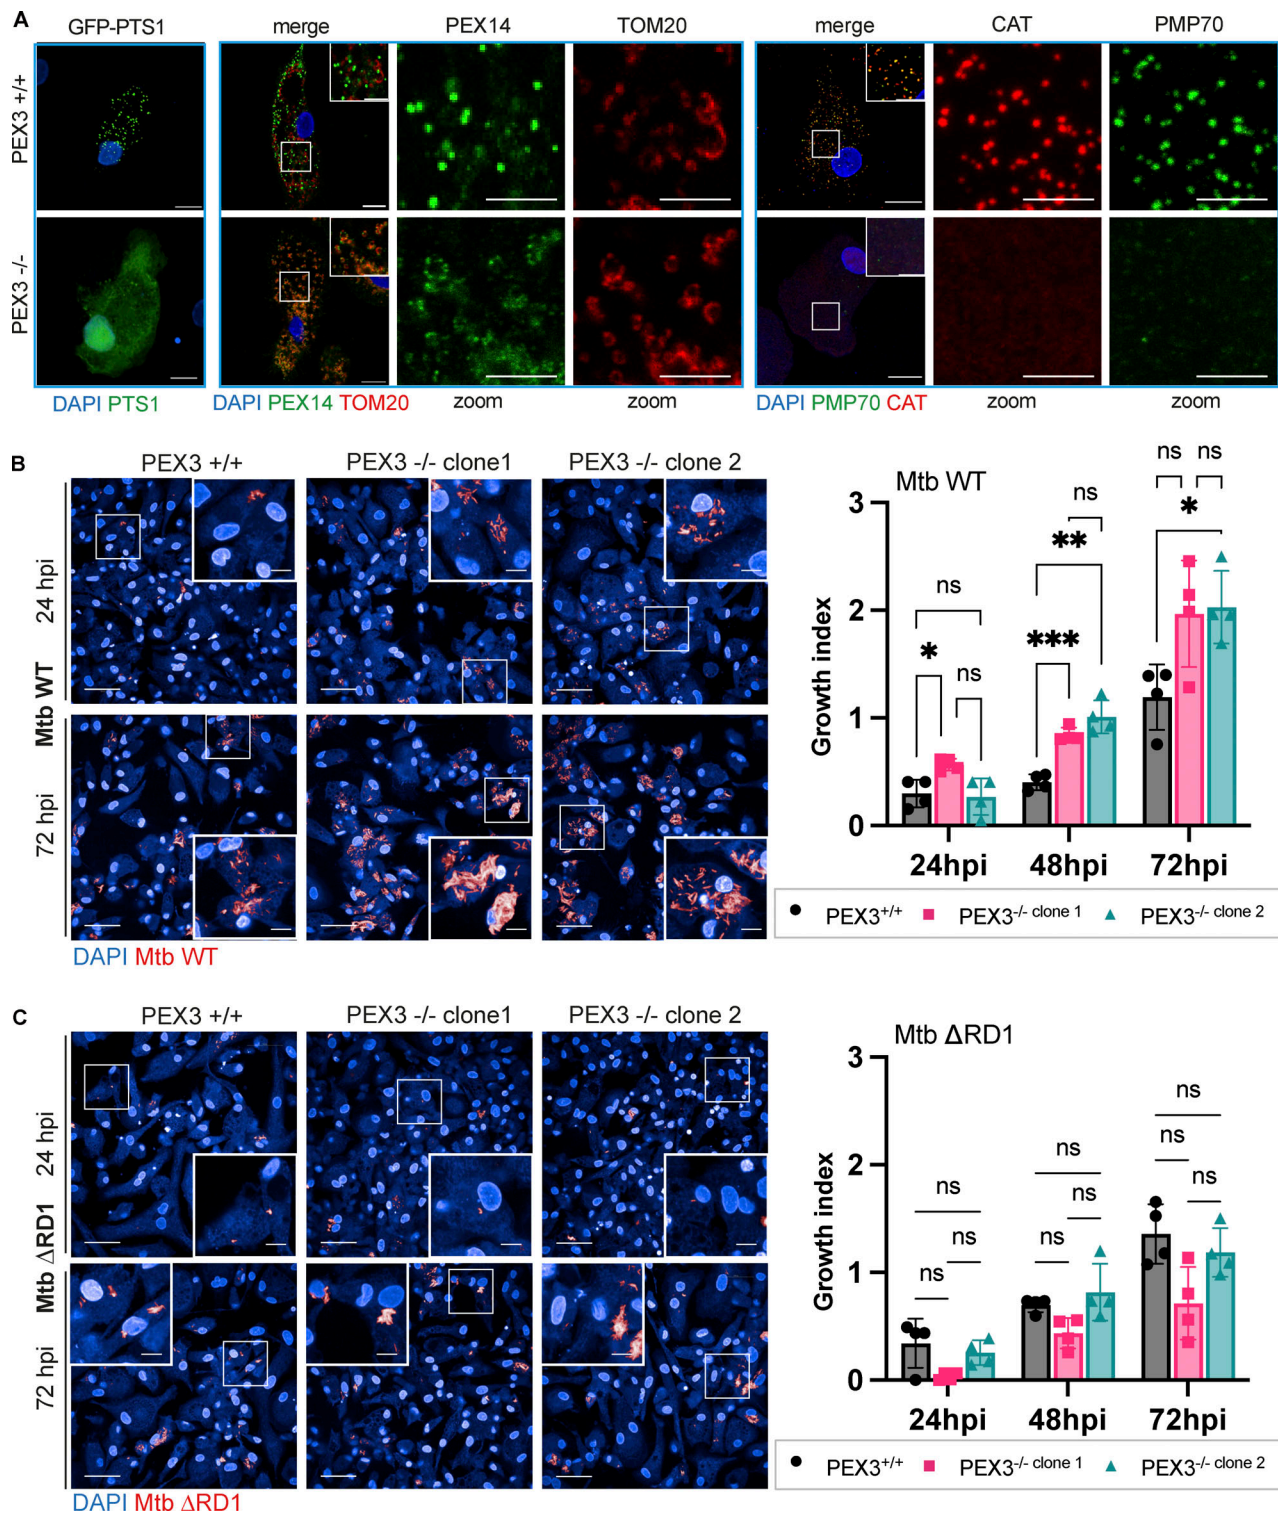 A
GFP-PTS1 merge PEX14 TOM20 merge CAT PMP70
PEX3 +/+
PEX3 -/-
DAPI PTS1 DAPI PEX14 TOM20 zoom zoom DAPI PMP70 CAT zoom zoom
B
PEX3 +/+ PEX3 -/- clone1 PEX3 -/- clone 2
Mtb WT
24 hpi
72 hpi
DAPI Mtb WT
Mtb WT
Growth index
3
2
1
0
ns ns
*
ns
**
***
ns
*
ns
24hpi 48hpi 72hpi
PEX3+/+ PEX3-/- clone 1 PEX3-/- clone 2
C
PEX3 +/+ PEX3 -/- clone1 PEX3 -/- clone 2
Mtb ΔRD1
24 hpi
72 hpi
DAPI Mtb ΔRD1
Mtb ΔRD1
Growth index
3
2
1
0
ns
ns
ns
ns
ns
ns
ns
ns
ns
24hpi 48hpi 72hpi
PEX3+/+ PEX3-/- clone 1 PEX3-/- clone 2